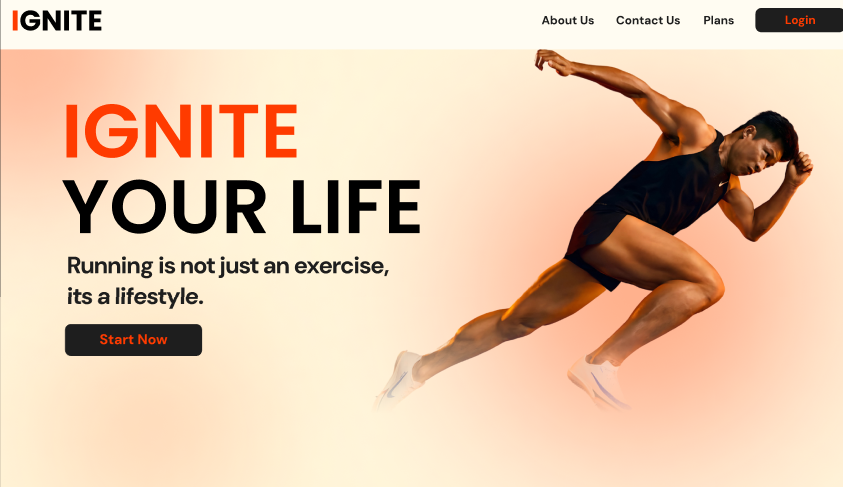 IGNITE
About Us
Contact Us
Plans
Login
IGNITE
YOUR LIFE
Running is not just an exercise,
its a lifestyle.
Start Now